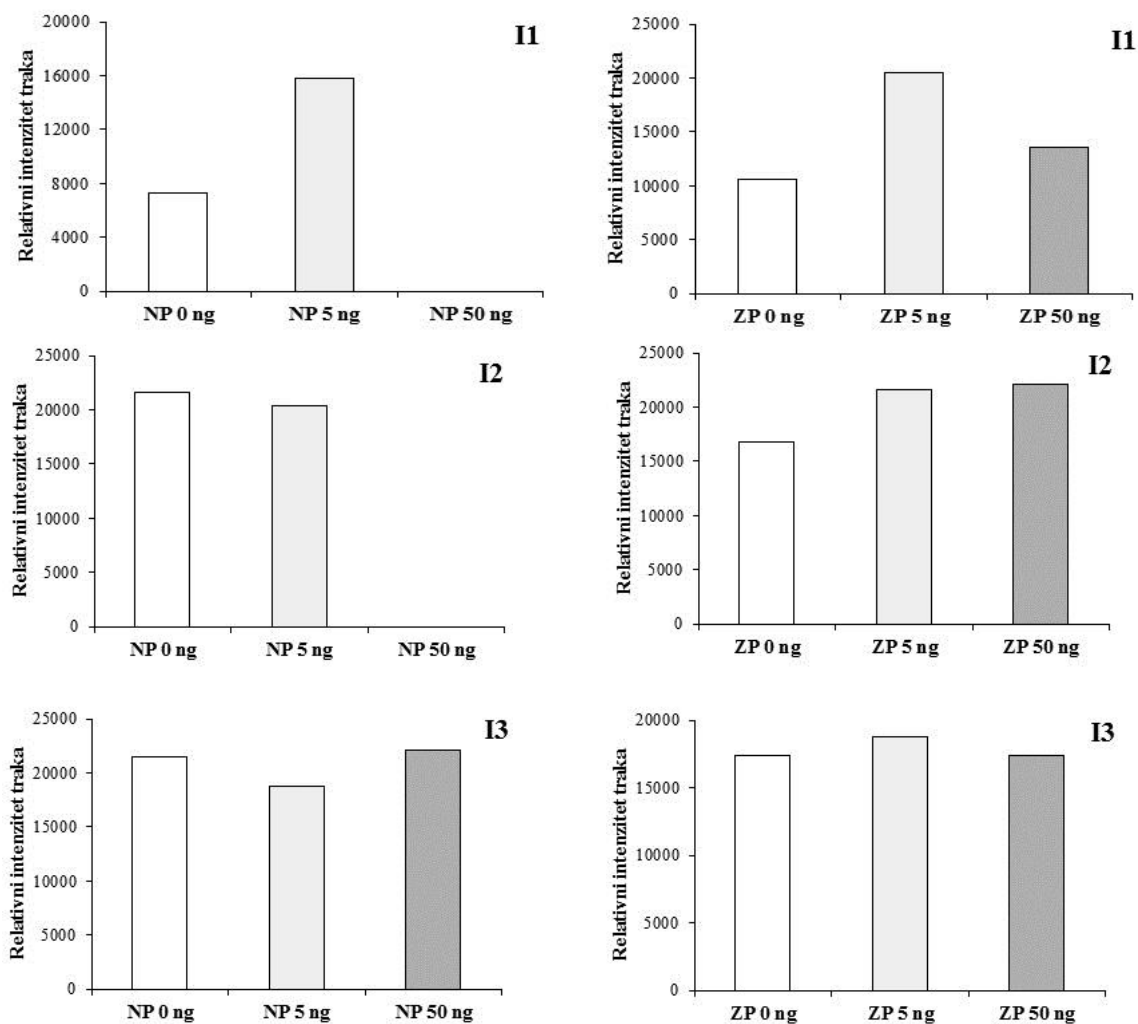 I1
Relativni intenzitet traka
20000
16000
12000
8000
4000
0
NP 0 ng NP 5 ng NP 50 ng
I1
Relativni intenzitet traka
25000
20000
15000
10000
5000
0
ZP 0 ng ZP 5 ng ZP 50 ng
I2
Relativni intenzitet traka
25000
20000
15000
10000
5000
0
NP 0 ng NP 5 ng NP 50 ng
I2
Relativni intenzitet traka
25000
20000
15000
10000
5000
0
ZP 0 ng ZP 5 ng ZP 50 ng
I3
Relativni intenzitet traka
25000
20000
15000
10000
5000
0
NP 0 ng NP 5 ng NP 50 ng
I3
Relativni intenzitet traka
20000
15000
10000
5000
0
ZP 0 ng ZP 5 ng ZP 50 ng